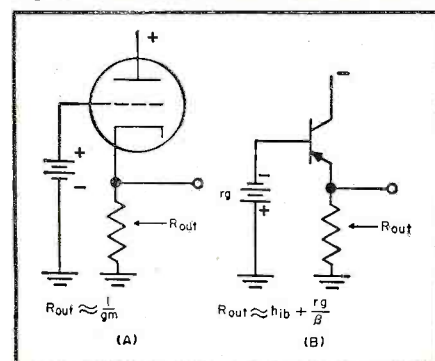 +
+
-
Rout
Rout ≈ 1/gm
(A)
-
rg
-
+
Rout
Rout ≈ hib + rg/β
(B)